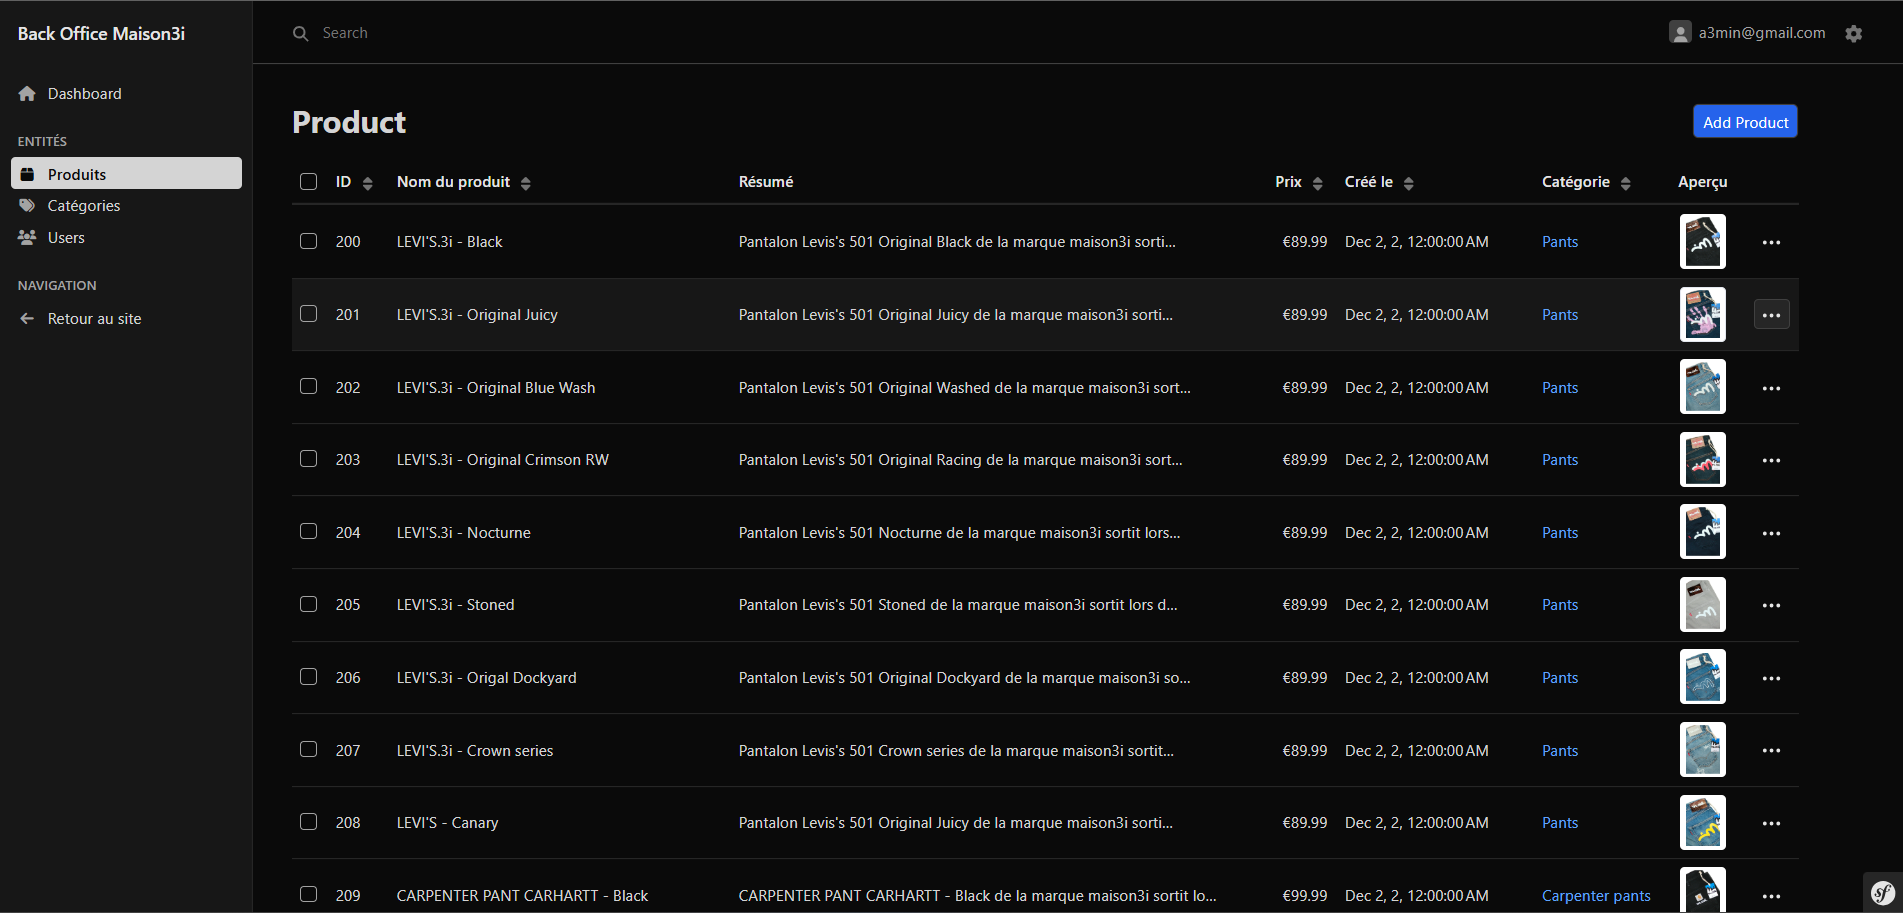 Back Office Maison3i
Search
a3min@gmail.com
Dashboard
ENTITÉS
Produits
Catégories
Users
NAVIGATION
Retour au site
Product
Add Product
ID Nom du produit Résumé Prix Créé le Catégorie Aperçu
200 LEVI'S.3i - Black Pantalon Levis's 501 Original Black de la marque maison3i sorti... €89.99 Dec 2, 2, 12:00:00 AM Pants
201 LEVI'S.3i - Original Juicy Pantalon Levis's 501 Original Juicy de la marque maison3i sorti... €89.99 Dec 2, 2, 12:00:00 AM Pants
202 LEVI'S.3i - Original Blue Wash Pantalon Levis's 501 Original Washed de la marque maison3i sort... €89.99 Dec 2, 2, 12:00:00 AM Pants
203 LEVI'S.3i - Original Crimson RW Pantalon Levis's 501 Original Racing de la marque maison3i sort... €89.99 Dec 2, 2, 12:00:00 AM Pants
204 LEVI'S.3i - Nocturne Pantalon Levis's 501 Nocturne de la marque maison3i sortit lors... €89.99 Dec 2, 2, 12:00:00 AM Pants
205 LEVI'S.3i - Stoned Pantalon Levis's 501 Stoned de la marque maison3i sortit lors d... €89.99 Dec 2, 2, 12:00:00 AM Pants
206 LEVI'S.3i - Origal Dockyard Pantalon Levis's 501 Original Dockyard de la marque maison3i so... €89.99 Dec 2, 2, 12:00:00 AM Pants
207 LEVI'S.3i - Crown series Pantalon Levis's 501 Crown series de la marque maison3i sortit... €89.99 Dec 2, 2, 12:00:00 AM Pants
208 LEVI'S - Canary Pantalon Levis's 501 Original Juicy de la marque maison3i sorti... €89.99 Dec 2, 2, 12:00:00 AM Pants
209 CARPENTER PANT CARHARTT - Black CARPENTER PANT CARHARTT - Black de la marque maison3i sortit lo... €99.99 Dec 2, 2, 12:00:00 AM Carpenter pants
sf